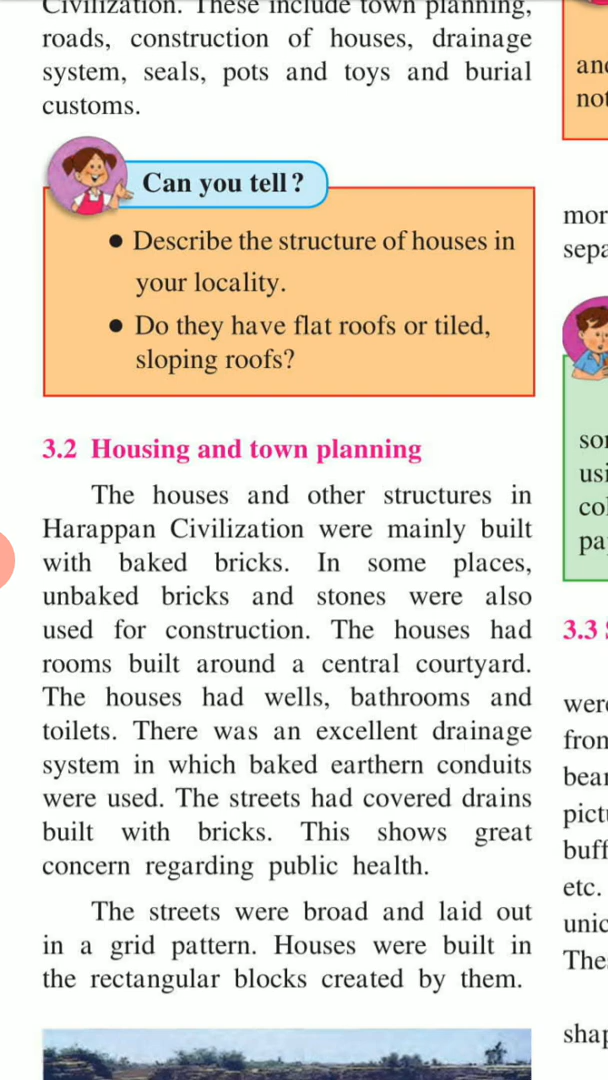 Civilization. These include town planning,
roads, construction of houses, drainage
system, seals, pots and toys and burial
customs.
Can you tell?
● Describe the structure of houses in
your locality.
● Do they have flat roofs or tiled,
sloping roofs?
3.2 Housing and town planning
The houses and other structures in
Harappan Civilization were mainly built
with baked bricks. In some places,
unbaked bricks and stones were also
used for construction. The houses had
rooms built around a central courtyard.
The houses had wells, bathrooms and
toilets. There was an excellent drainage
system in which baked earthern conduits
were used. The streets had covered drains
built with bricks. This shows great
concern regarding public health.
The streets were broad and laid out
in a grid pattern. Houses were built in
the rectangular blocks created by them.
3.3
etc.